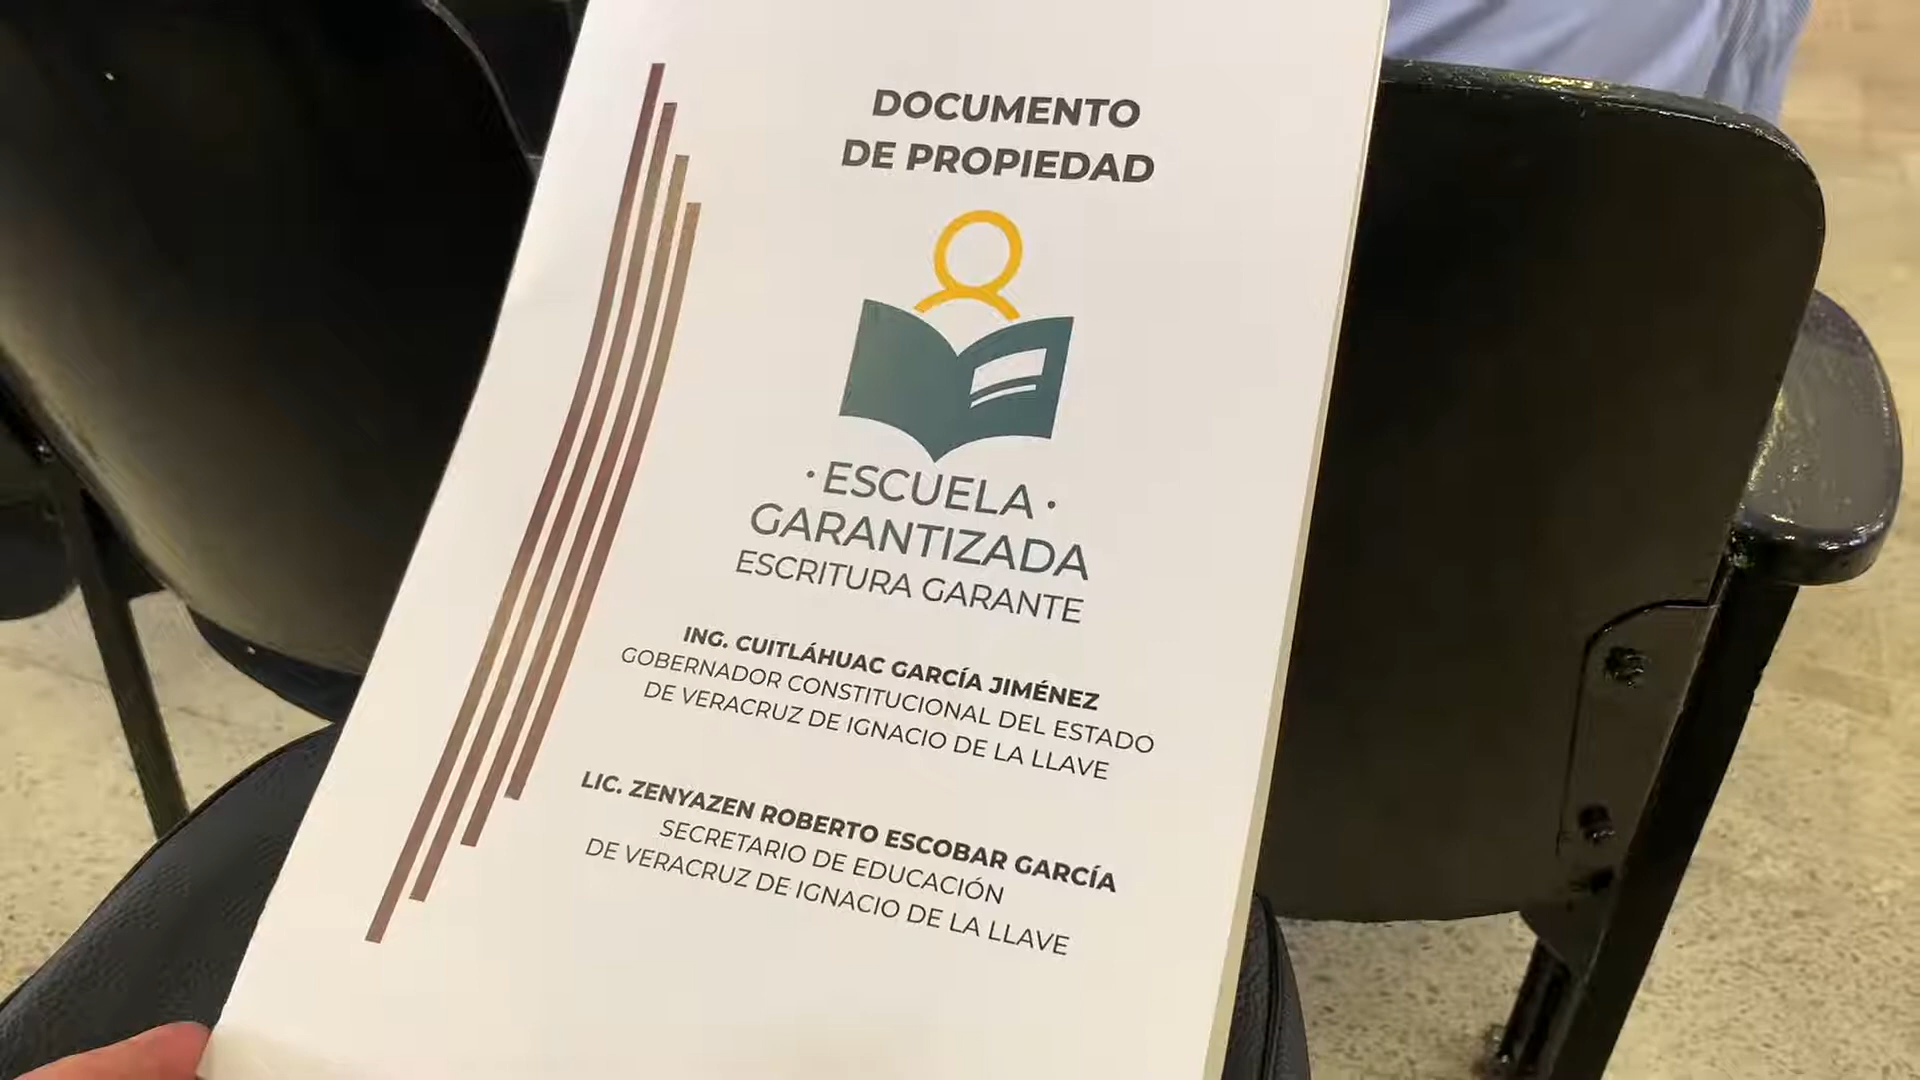 DOCUMENTO
DE PROPIEDAD
· ESCUELA ·
GARANTIZADA
ESCRITURA GARANTE
ING. CUITLÁHUAC GARCÍA JIMÉNEZ
GOBERNADOR CONSTITUCIONAL DEL ESTADO
DE VERACRUZ DE IGNACIO DE LA LLAVE
LIC. ZENYAZEN ROBERTO ESCOBAR GARCÍA
SECRETARIO DE EDUCACIÓN
DE VERACRUZ DE IGNACIO DE LA LLAVE